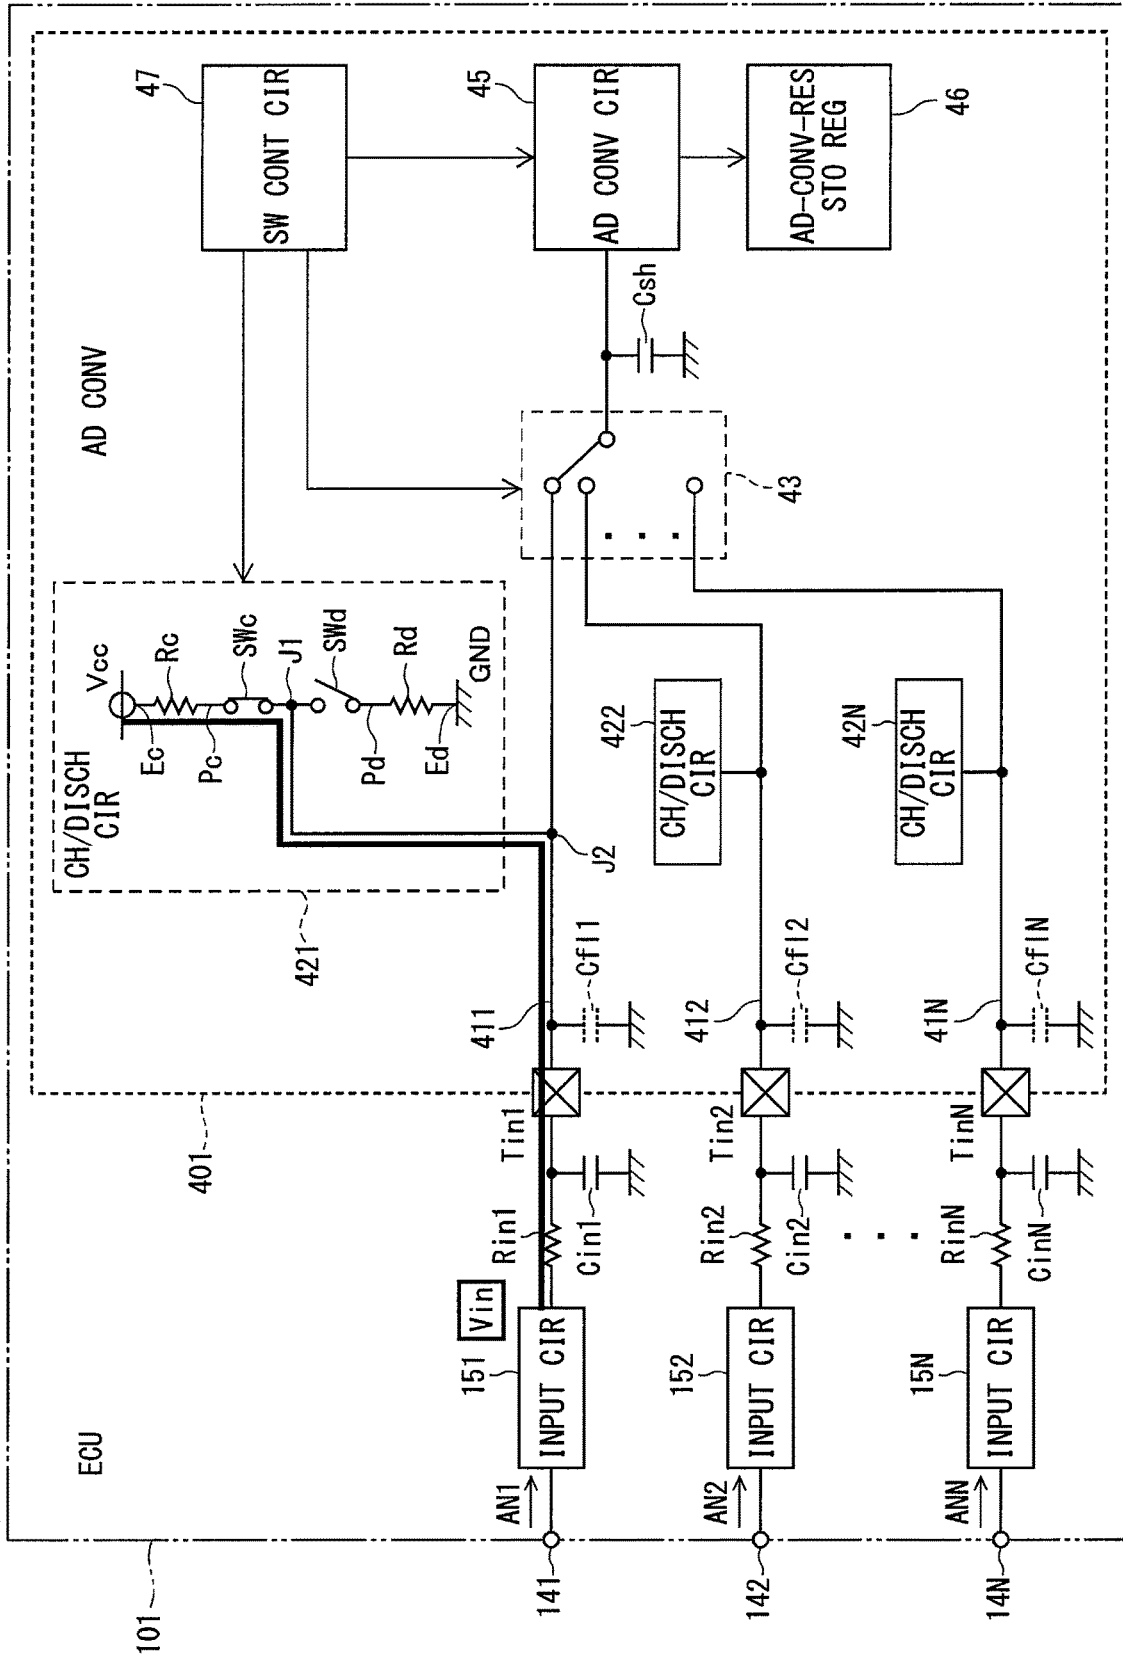 101
ECU
401
AD CONV
141
AN1
151
INPUT CIR
Vin
Rin1
Cin1
Tin1
411
Cfl1
421
CH/DISCH
CIR
Vcc
Ec
Rc
Pc
SWc
J1
SWd
Pd
Rd
Ed
GND
J2
47
SW CONT CIR
45
AD CONV CIR
46
AD-CONV-RES
STO REG
Csh
43
142
AN2
152
INPUT CIR
Rin2
Cin2
Tin2
412
Cfl2
422
CH/DISCH
CIR
14N
ANN
15N
INPUT CIR
RinN
CinN
TinN
41N
CflN
42N
CH/DISCH
CIR